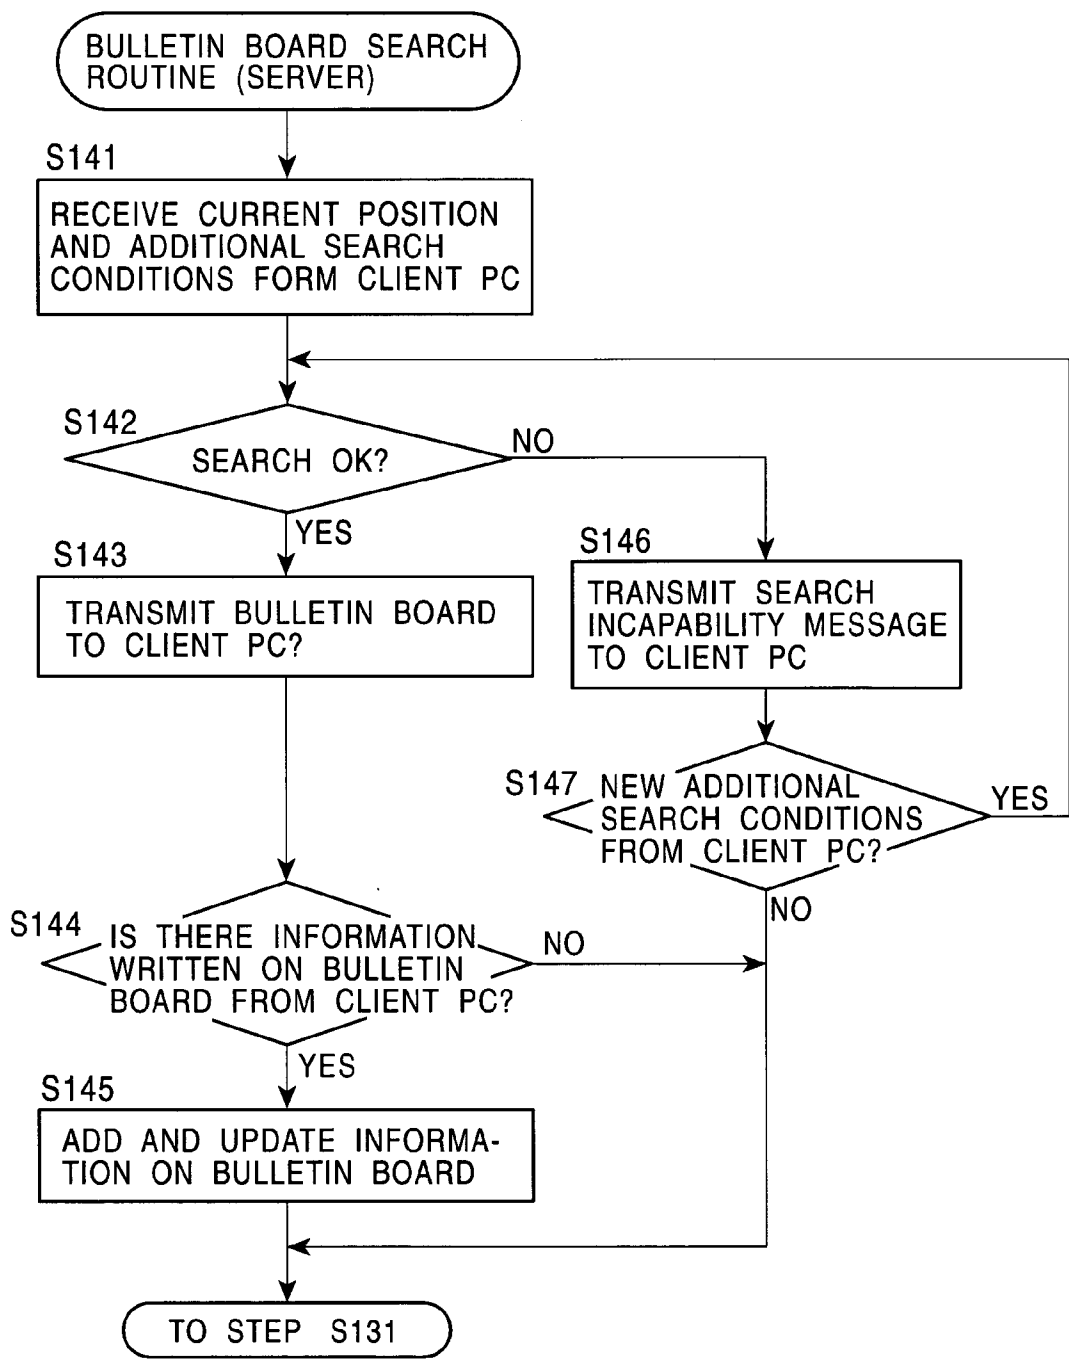 BULLETIN BOARD SEARCH
ROUTINE (SERVER)
S141
RECEIVE CURRENT POSITION
AND ADDITIONAL SEARCH
CONDITIONS FORM CLIENT PC
S142
SEARCH OK?
NO
YES
S143
TRANSMIT BULLETIN BOARD
TO CLIENT PC?
S146
TRANSMIT SEARCH
INCAPABILITY MESSAGE
TO CLIENT PC
S147
NEW ADDITIONAL
SEARCH CONDITIONS
FROM CLIENT PC?
YES
NO
S144
IS THERE INFORMATION
WRITTEN ON BULLETIN
BOARD FROM CLIENT PC?
NO
YES
S145
ADD AND UPDATE INFORMA-
TION ON BULLETIN BOARD
TO STEP S131